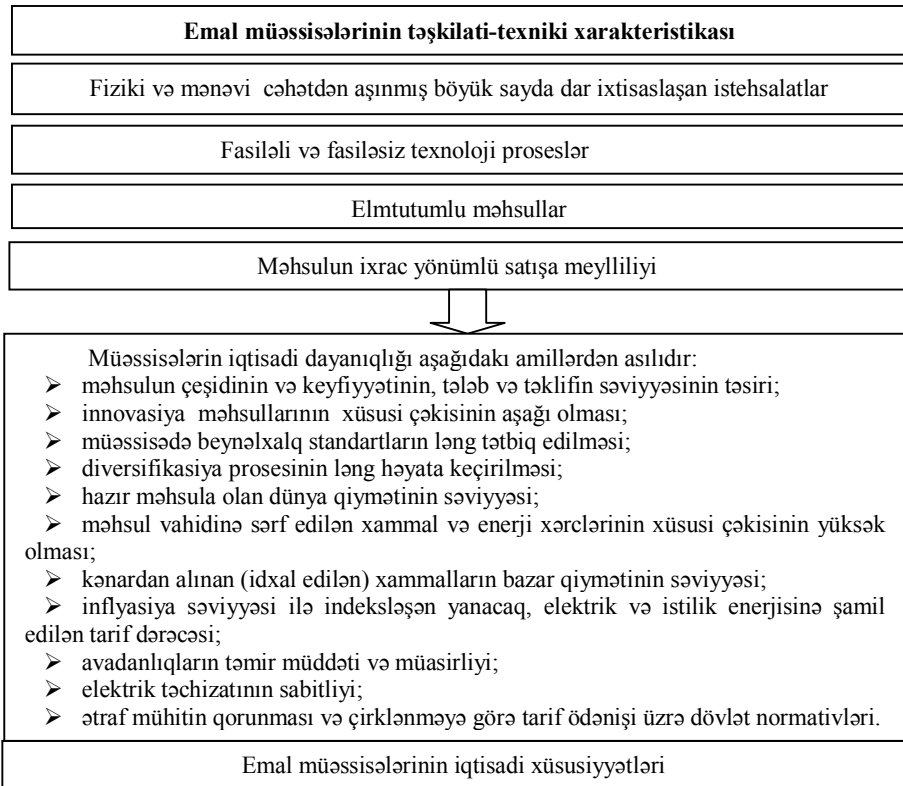 Emal müəssisələrinin təşkilati-texniki xarakteristikası
Fiziki və mənəvi cəhətdən aşınmış böyük sayda dar ixtisaslaşan istehsalatlar
Fasiləli və fasiləsiz texnoloji proseslər
Elmtutumlu məhsullar
Məhsulun ixrac yönümlü satışa meylliliyi
Müəssisələrin iqtisadi dayanıqlığı aşağıdakı amillərdən asılıdır:
➢ məhsulun çeşidinin və keyfiyyətinin, tələb və təklifin səviyyəsinin təsiri;
➢ innovasiya məhsullarının xüsusi çəkisinin aşağı olması;
➢ müəssisədə beynəlxalq standartların ləng tətbiq edilməsi;
➢ diversifikasiya prosesinin ləng həyata keçirilməsi;
➢ hazır məhsula olan dünya qiymətinin səviyyəsi;
➢ məhsul vahidinə sərf edilən xammal və enerji xərclərinin xüsusi çəkisinin yüksək
olması;
➢ kənardan alınan (idxal edilən) xammalların bazar qiymətinin səviyyəsi;
➢ inflyasiya səviyyəsi ilə indeksləşən yanacaq, elektrik və istilik enerjisinə şamil
edilən tarif dərəcəsi;
➢ avadanlıqların təmir müddəti və müasirliyi;
➢ elektrik təchizatının sabitliyi;
➢ ətraf mühitin qorunması və çirklənməyə görə tarif ödənişi üzrə dövlət normativləri.
Emal müəssisələrinin iqtisadi xüsusiyyətləri